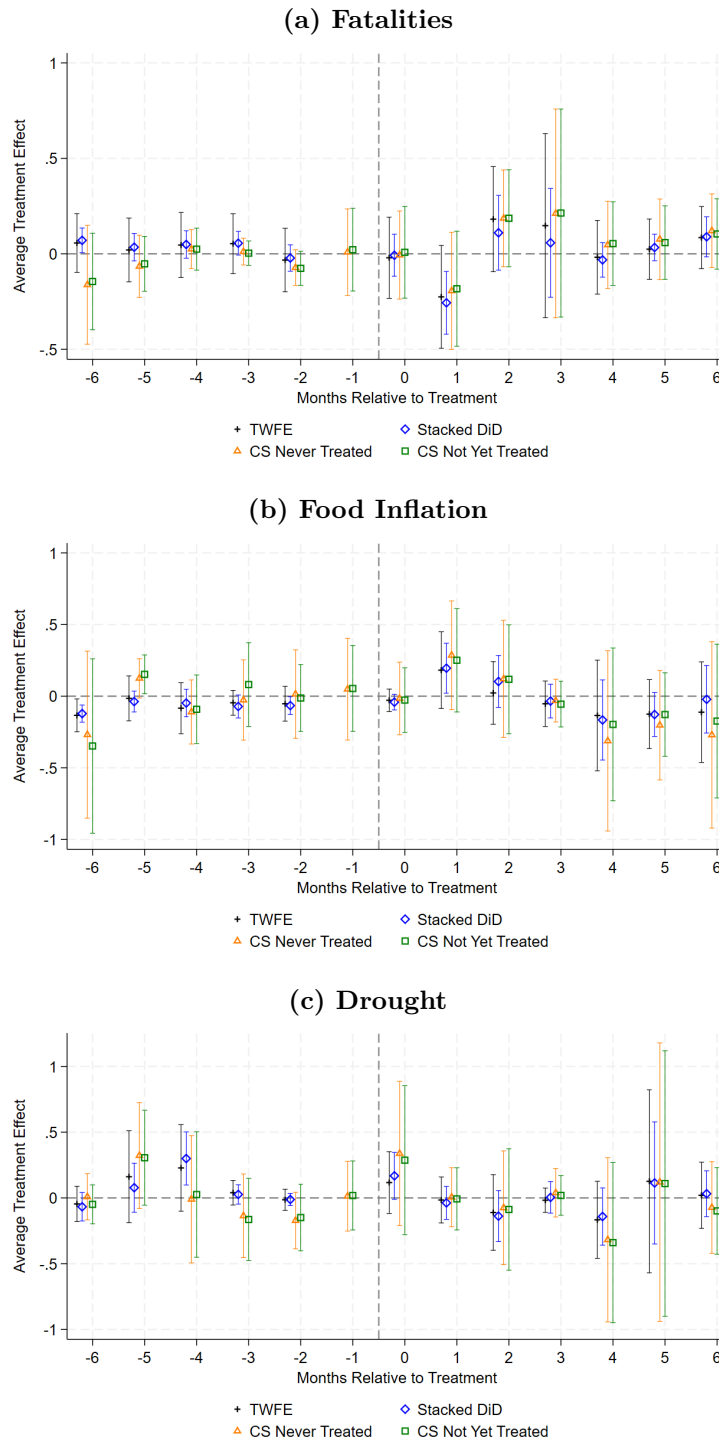 (a) Fatalities
Average Treatment Effect
1
.5
0
-.5
-6 -5 -4 -3 -2 -1 0 1 2 3 4 5 6
Months Relative to Treatment
TWFE Stacked DiD
CS Never Treated CS Not Yet Treated
(b) Food Inflation
Average Treatment Effect
1
.5
0
-.5
-1
-6 -5 -4 -3 -2 -1 0 1 2 3 4 5 6
Months Relative to Treatment
TWFE Stacked DiD
CS Never Treated CS Not Yet Treated
(c) Drought
Average Treatment Effect
1
.5
0
-.5
-1
-6 -5 -4 -3 -2 -1 0 1 2 3 4 5 6
Months Relative to Treatment
TWFE Stacked DiD
CS Never Treated CS Not Yet Treated